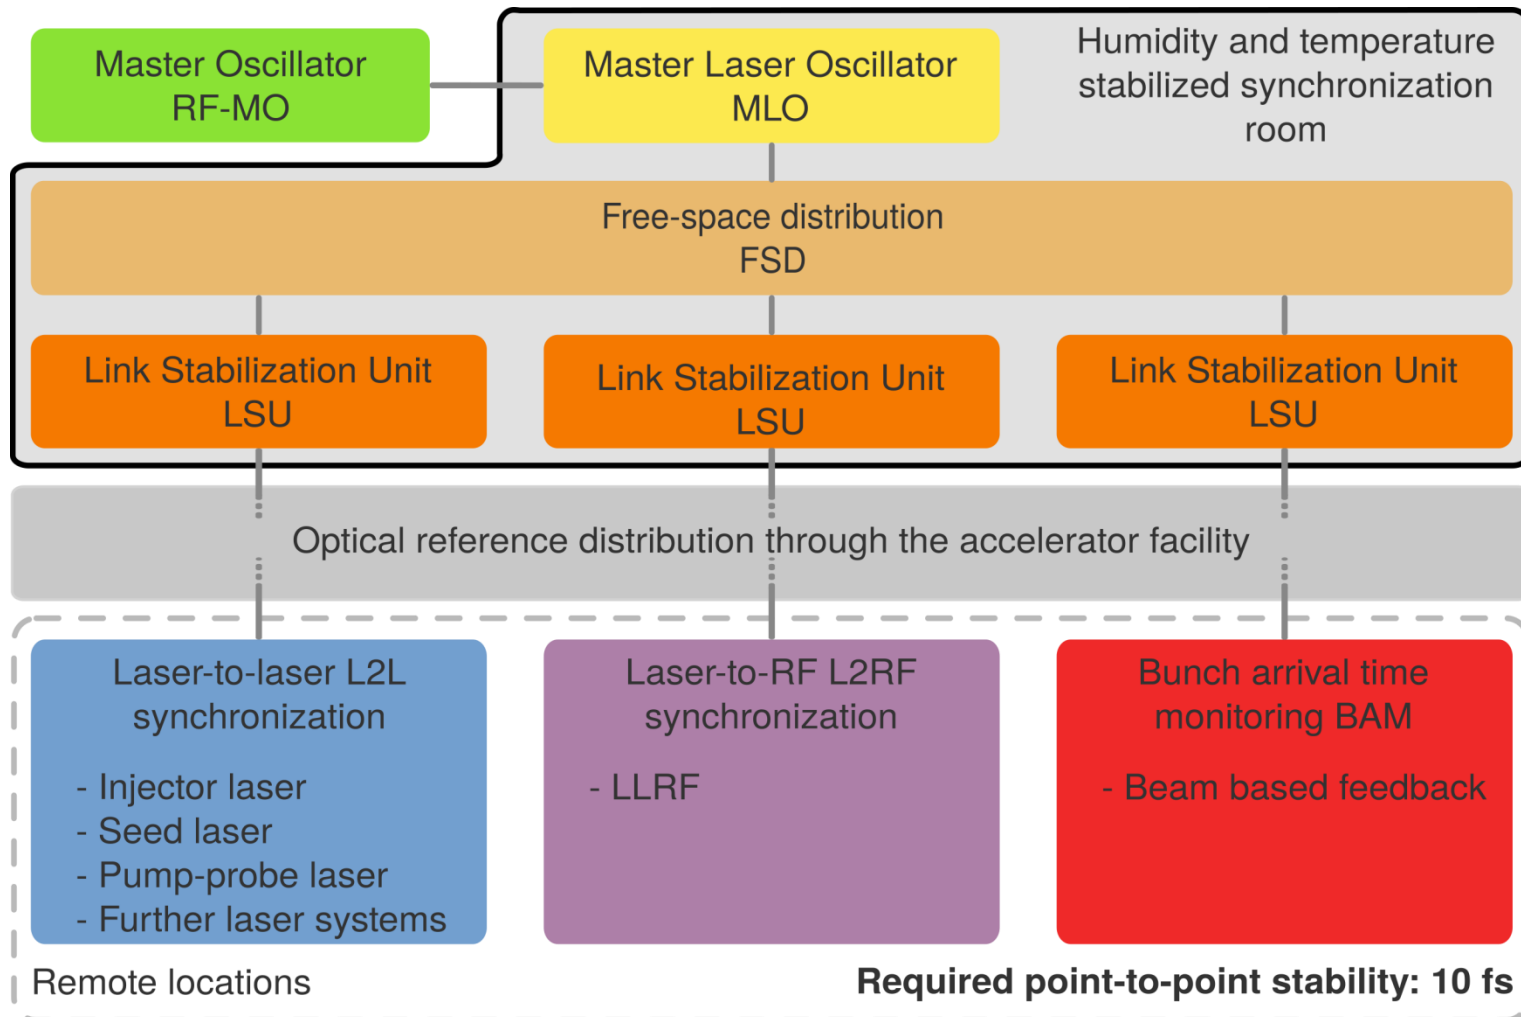 Master Oscillator
RF-MO
Master Laser Oscillator
MLO
Humidity and temperature
stabilized synchronization
room
Free-space distribution
FSD
Link Stabilization Unit
LSU
Link Stabilization Unit
LSU
Link Stabilization Unit
LSU
Optical reference distribution through the accelerator facility
Laser-to-laser L2L
synchronization
- Injector laser
- Seed laser
- Pump-probe laser
- Further laser systems
Laser-to-RF L2RF
synchronization
- LLRF
Bunch arrival time
monitoring BAM
- Beam based feedback
Remote locations
Required point-to-point stability: 10 fs